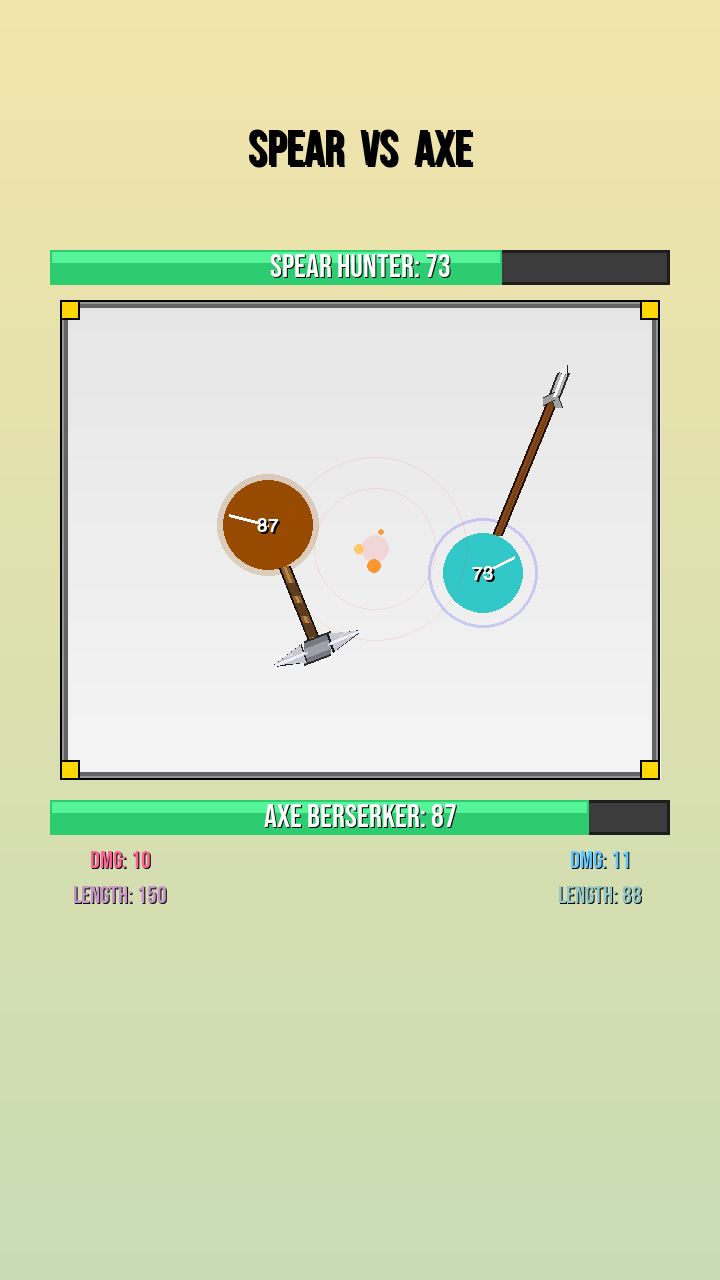 SPEAR VS AXE
SPEAR HUNTER: 73
87
73
AXE BERSERKER: 87
DMG: 10
DMG: 11
LENGTH: 150
LENGTH: 88